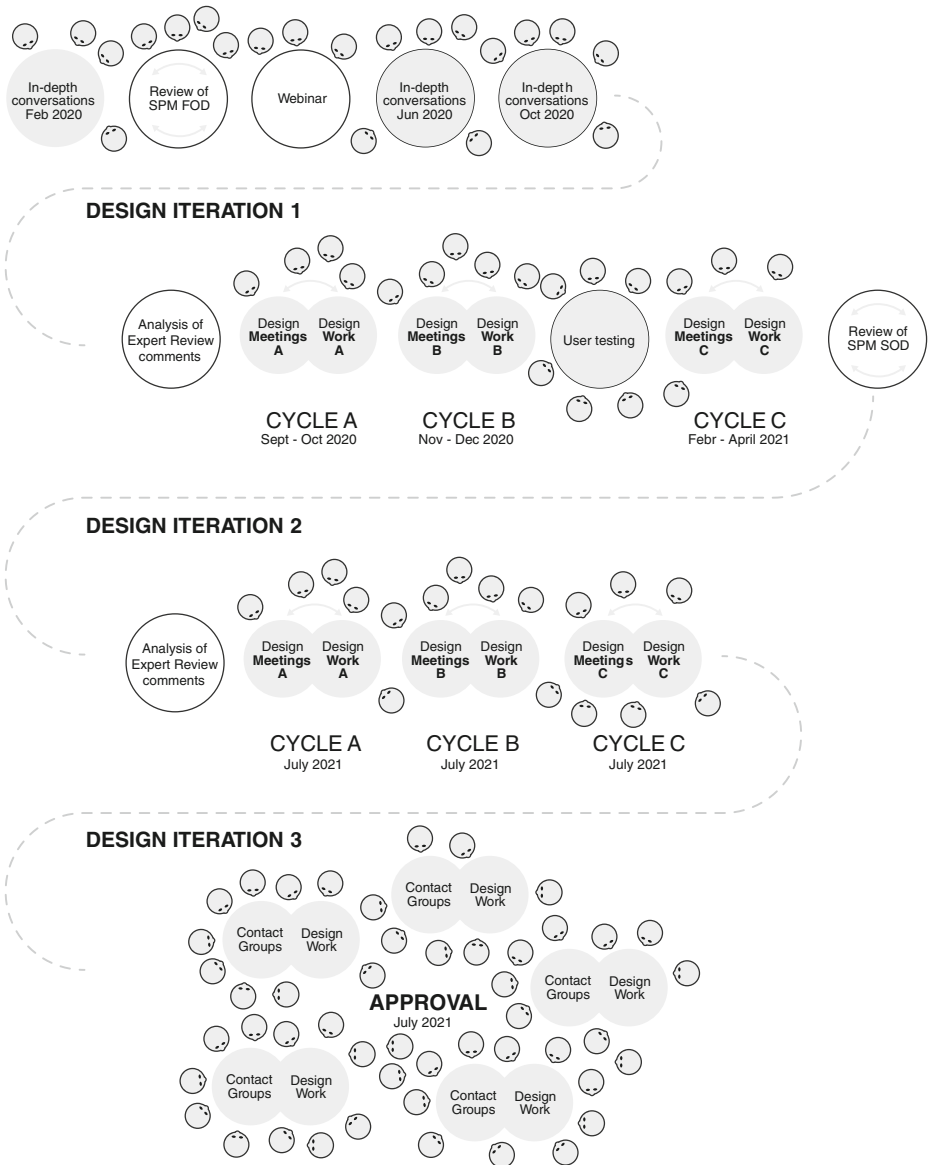 In-depth
conversations
Feb 2020
Review of
SPM FOD
Webinar
In-depth
conversations
Jun 2020
In-depth
conversations
Oct 2020
DESIGN ITERATION 1
Analysis of
Expert Review
comments
Design
Meetings
A
Design
Work
A
Design
Meetings
B
Design
Work
B
User testing
Design
Meetings
C
Design
Work
C
Review of
SPM SOD
CYCLE A
Sept - Oct 2020
CYCLE B
Nov - Dec 2020
CYCLE C
Febr - April 2021
DESIGN ITERATION 2
Analysis of
Expert Review
comments
Design
Meetings
A
Design
Work
A
Design
Meetings
B
Design
Work
B
Design
Meetings
C
Design
Work
C
CYCLE A
July 2021
CYCLE B
July 2021
CYCLE C
July 2021
DESIGN ITERATION 3
Contact
Groups
Design
Work
Contact
Groups
Design
Work
Contact
Groups
Design
Work
APPROVAL
July 2021
Contact
Groups
Design
Work
Contact
Groups
Design
Work